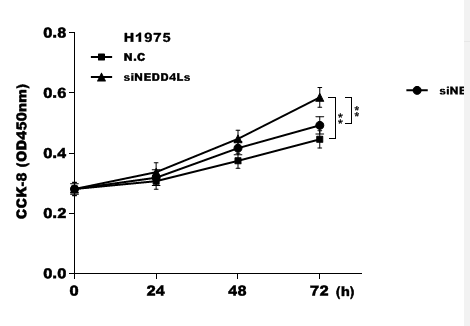 0.8
H1975
N.C
siNEDD4Ls
0.6
siNE
**
**
0.4
CCK-8 (OD450nm)
0.2
0.0
0 24 48 72 (h)